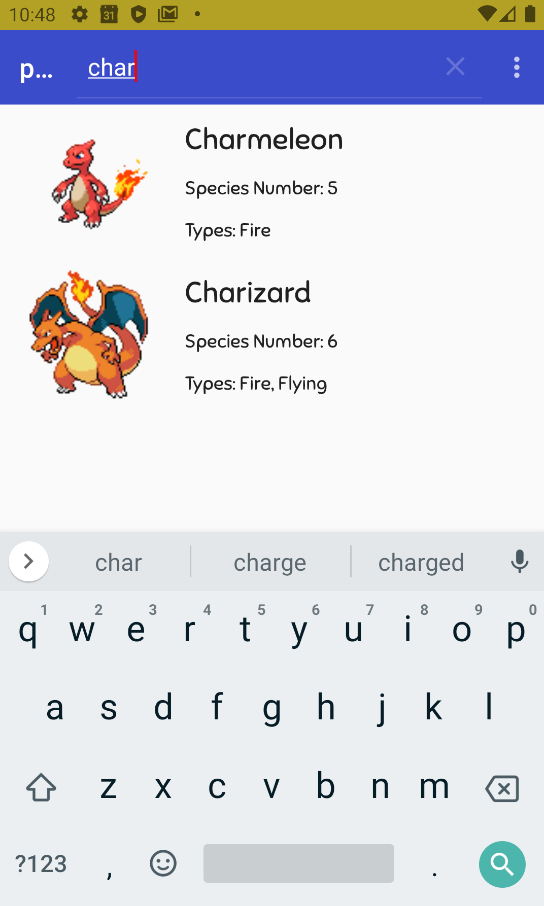 10:48
31
p...
char
Charmeleon
Species Number: 5
Types: Fire
Charizard
Species Number: 6
Types: Fire, Flying
char charge charged
1 2 3 4 5 6 7 8 9 0
q w e r t y u i o p
a s d f g h j k l
z x c v b n m
?123 , .